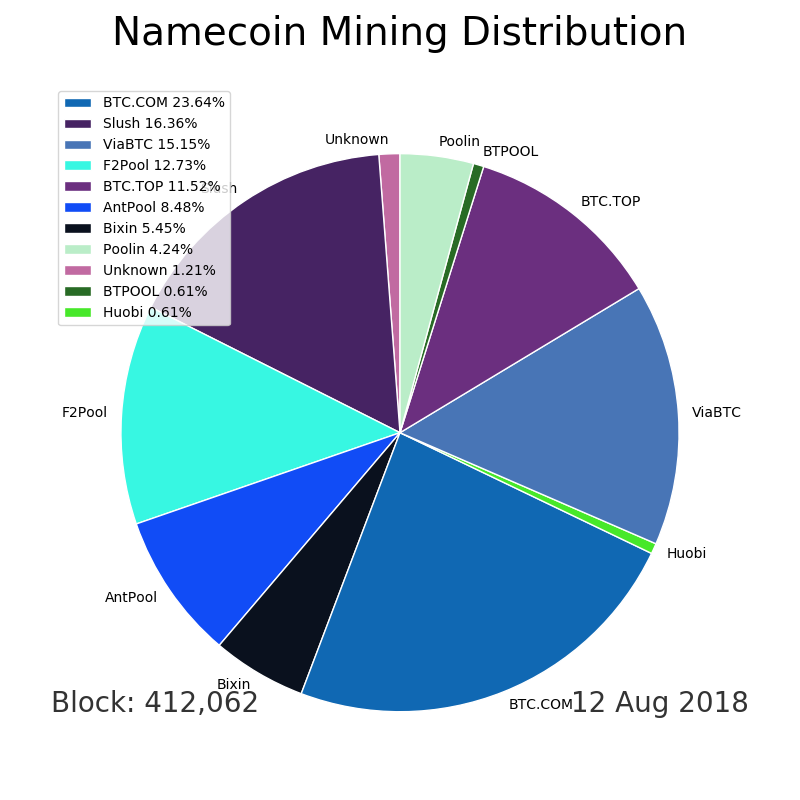 Namecoin Mining Distribution
BTC.COM 23.64%
Slush 16.36%
ViaBTC 15.15%
F2Pool 12.73%
BTC.TOP 11.52%
AntPool 8.48%
Bixin 5.45%
Poolin 4.24%
Unknown 1.21%
BTPOOL 0.61%
Huobi 0.61%
Unknown
Poolin
BTPOOL
Slush
BTC.TOP
F2Pool
ViaBTC
Huobi
AntPool
Bixin
BTC.COM
Block: 412,062
12 Aug 2018